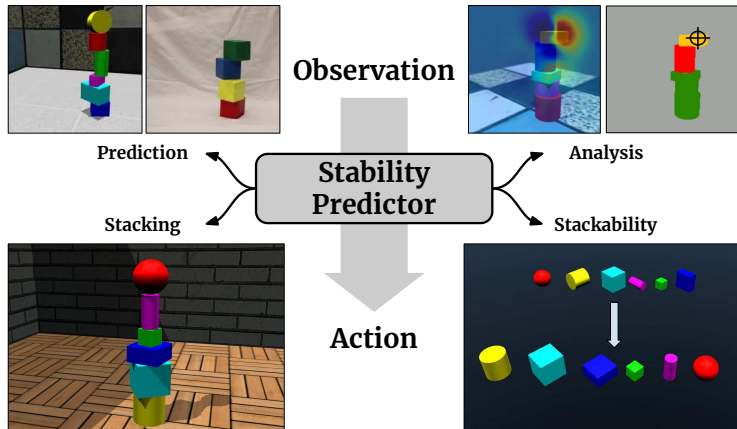 Observation
Prediction
Analysis
Stability
Predictor
Stacking
Stackability
Action